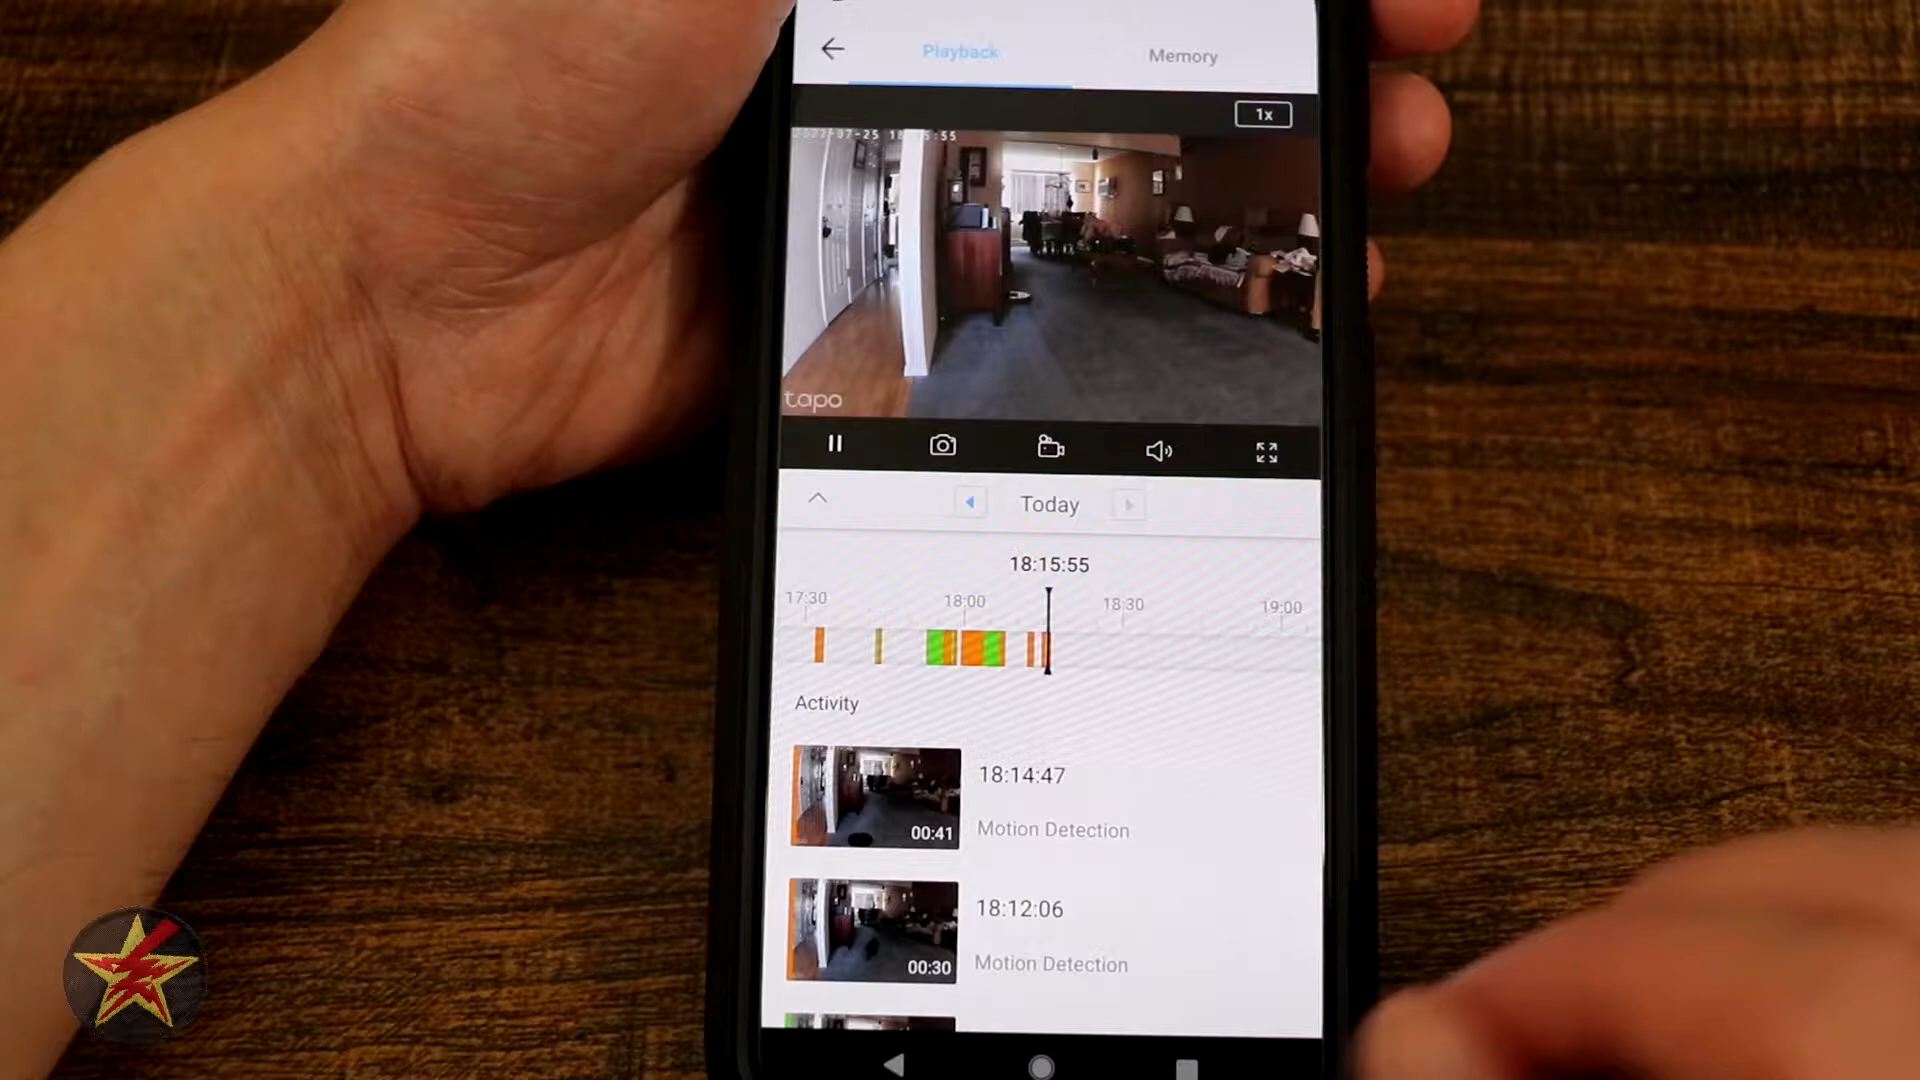 Playback Memory
1x
tapo
Today
18:15:55
17:30 18:00 18:30 19:00
Activity
18:14:47
00:41
Motion Detection
18:12:06
00:30
Motion Detection